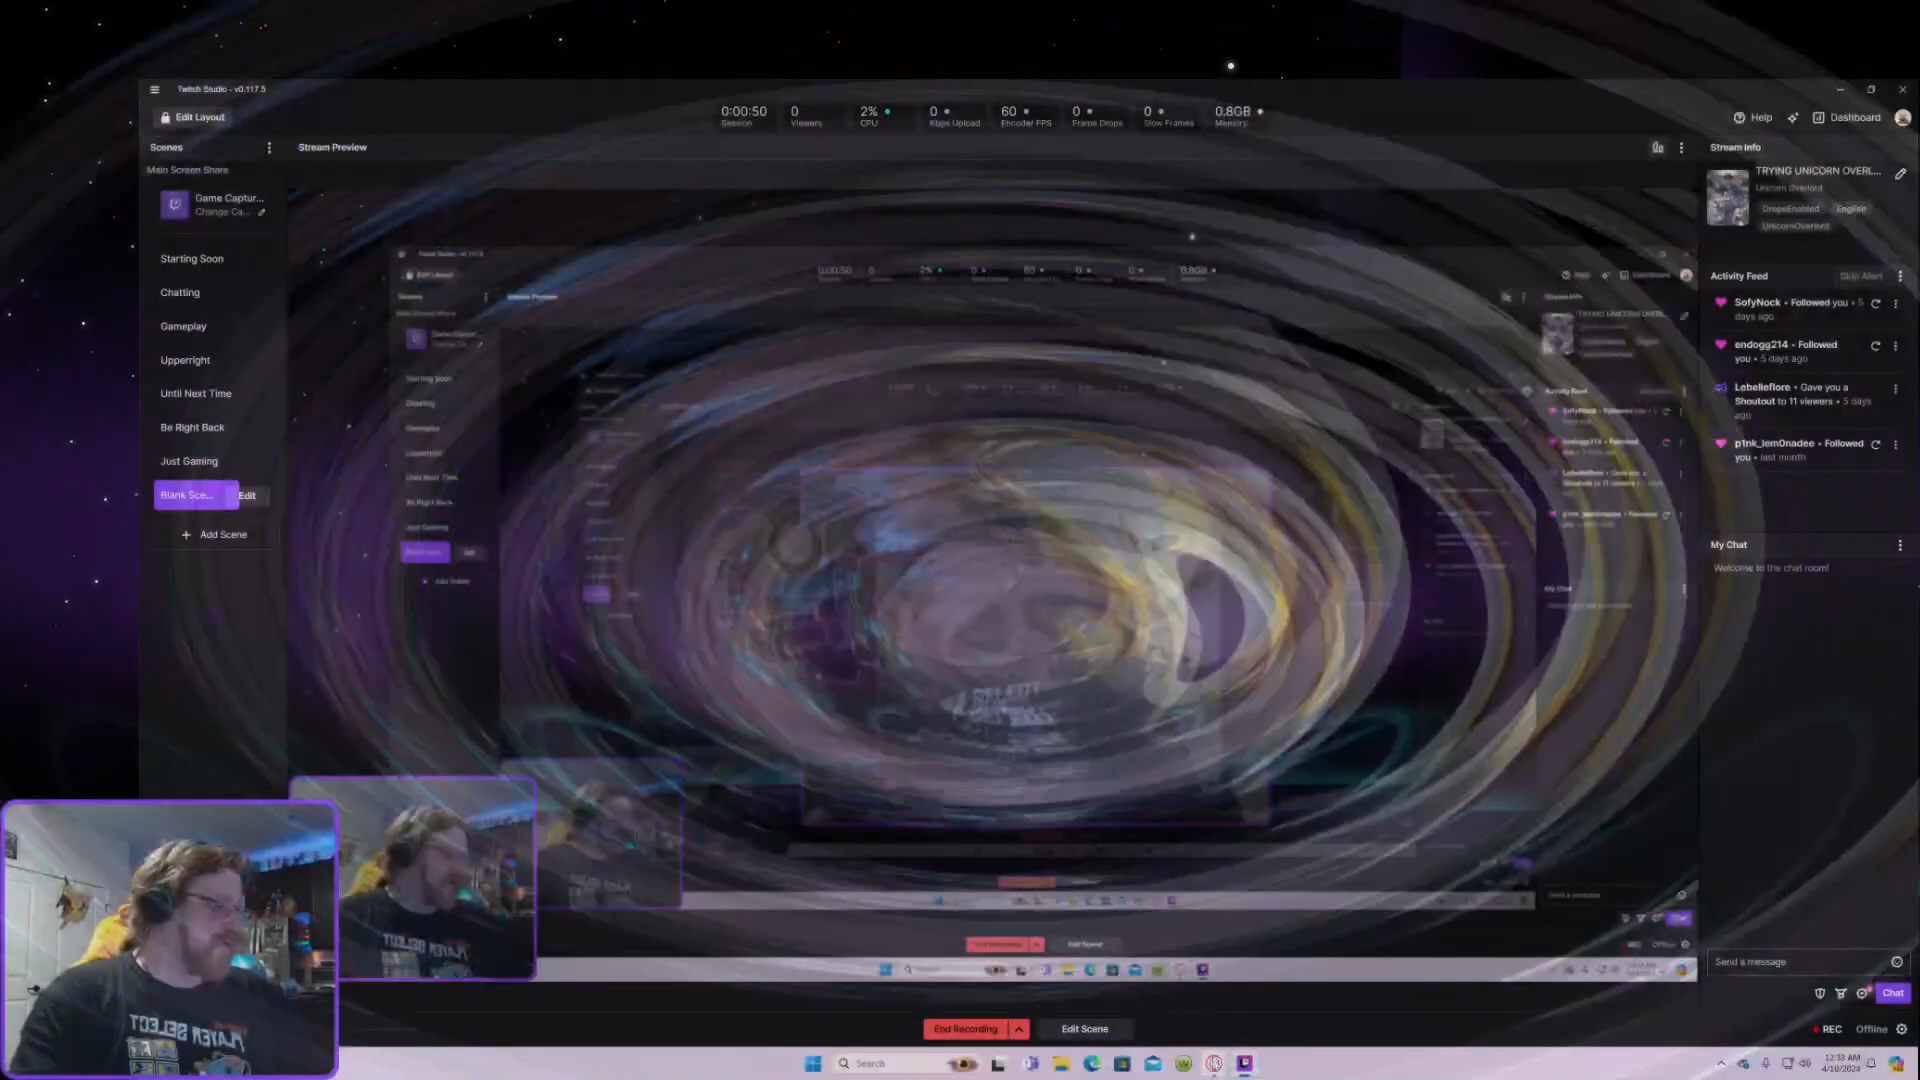 Twitch Studio - v0.117.5
Edit Layout
0:00:50
Session
0
Viewers
2%
CPU
0
Kbps Upload
60
Encoder FPS
0
Frame Drops
0
Slow Frames
0.8GB
Memory
Help
Dashboard
Scenes
Stream Preview
Main Screen Share
Game Captur...
Change Ca...
Starting Soon
Chatting
Gameplay
Upperright
Until Next Time
Be Right Back
Just Gaming
Blank Sce...
Edit
+ Add Scene
Stream Info
TRYING UNICORN OVERL...
Unicorn Overlord
DropsEnabled
English
UnicornOverlord
Activity Feed
Skip Alert
SofyNock • Followed you • 5
days ago
endogg214 • Followed
you • 5 days ago
Lebelieflore • Gave you a
Shoutout to 11 viewers • 5 days
ago
p1nk_lem0nadee • Followed
you • last month
My Chat
Welcome to the chat room!
Send a message
Chat
PLAYER SELECT
End Recording
Edit Scene
REC
Offline
Search
12:33 AM
4/10/2024